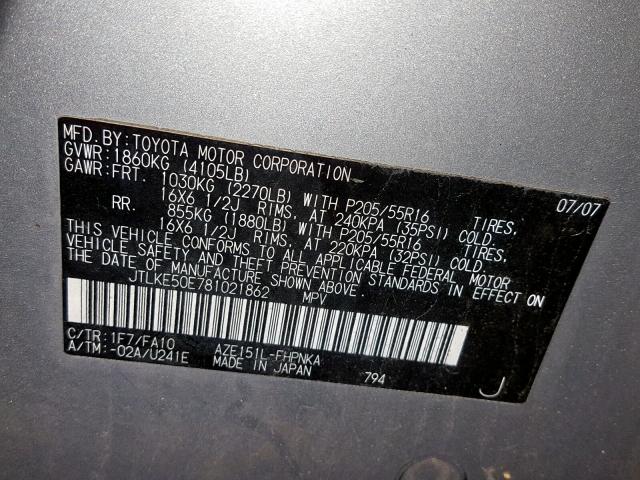 MFD. BY: TOYOTA MOTOR CORPORATION 07/07
GVWR: 1860KG (4105LB)
GAWR: FRT. 1030KG (2270LB) WITH P205/55R16 TIRES.
16X6 1/2J RIMS, AT 240KPA (35PSI) COLD.
RR. 855KG (1880LB) WITH P205/55R16 TIRES.
16X6 1/2J RIMS, AT 220KPA (32PSI) COLD.
THIS VEHICLE CONFORMS TO ALL APPLICABLE FEDERAL MOTOR
VEHICLE SAFETY AND THEFT PREVENTION STANDARDS IN EFFECT ON
THE DATE OF MANUFACTURE SHOWN ABOVE.
JTLKE50E781021862 MPV
C/TR: 1F7/FA10 AZE151L-FHPNKA
A/TM: -02A/U241E MADE IN JAPAN 794 J